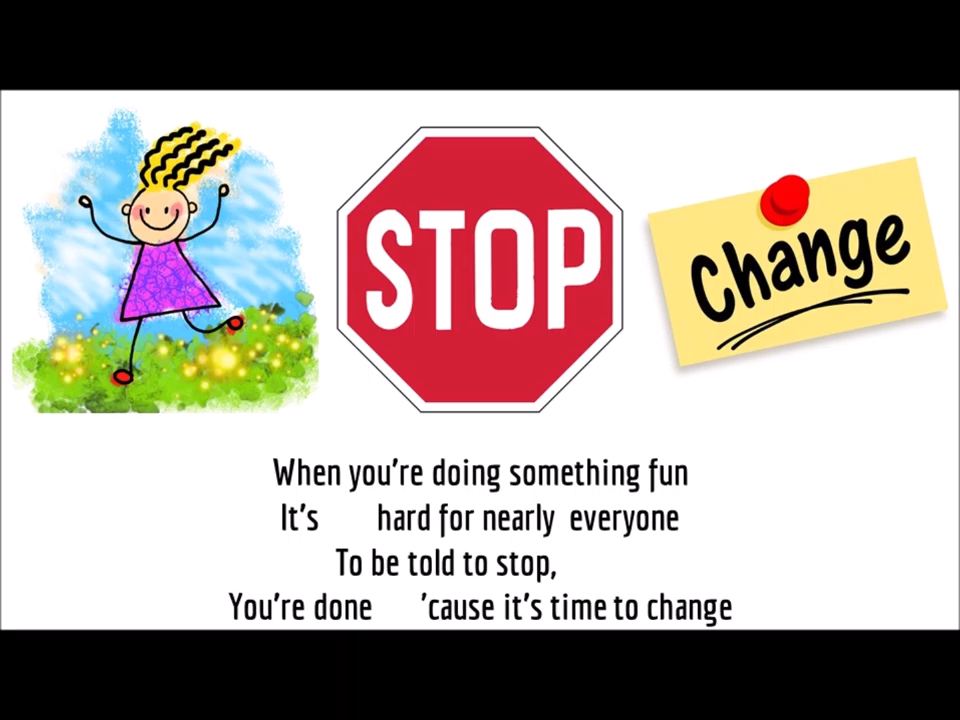 STOP
Change
When you're doing something fun
It's hard for nearly everyone
To be told to stop,
You're done 'cause it's time to change